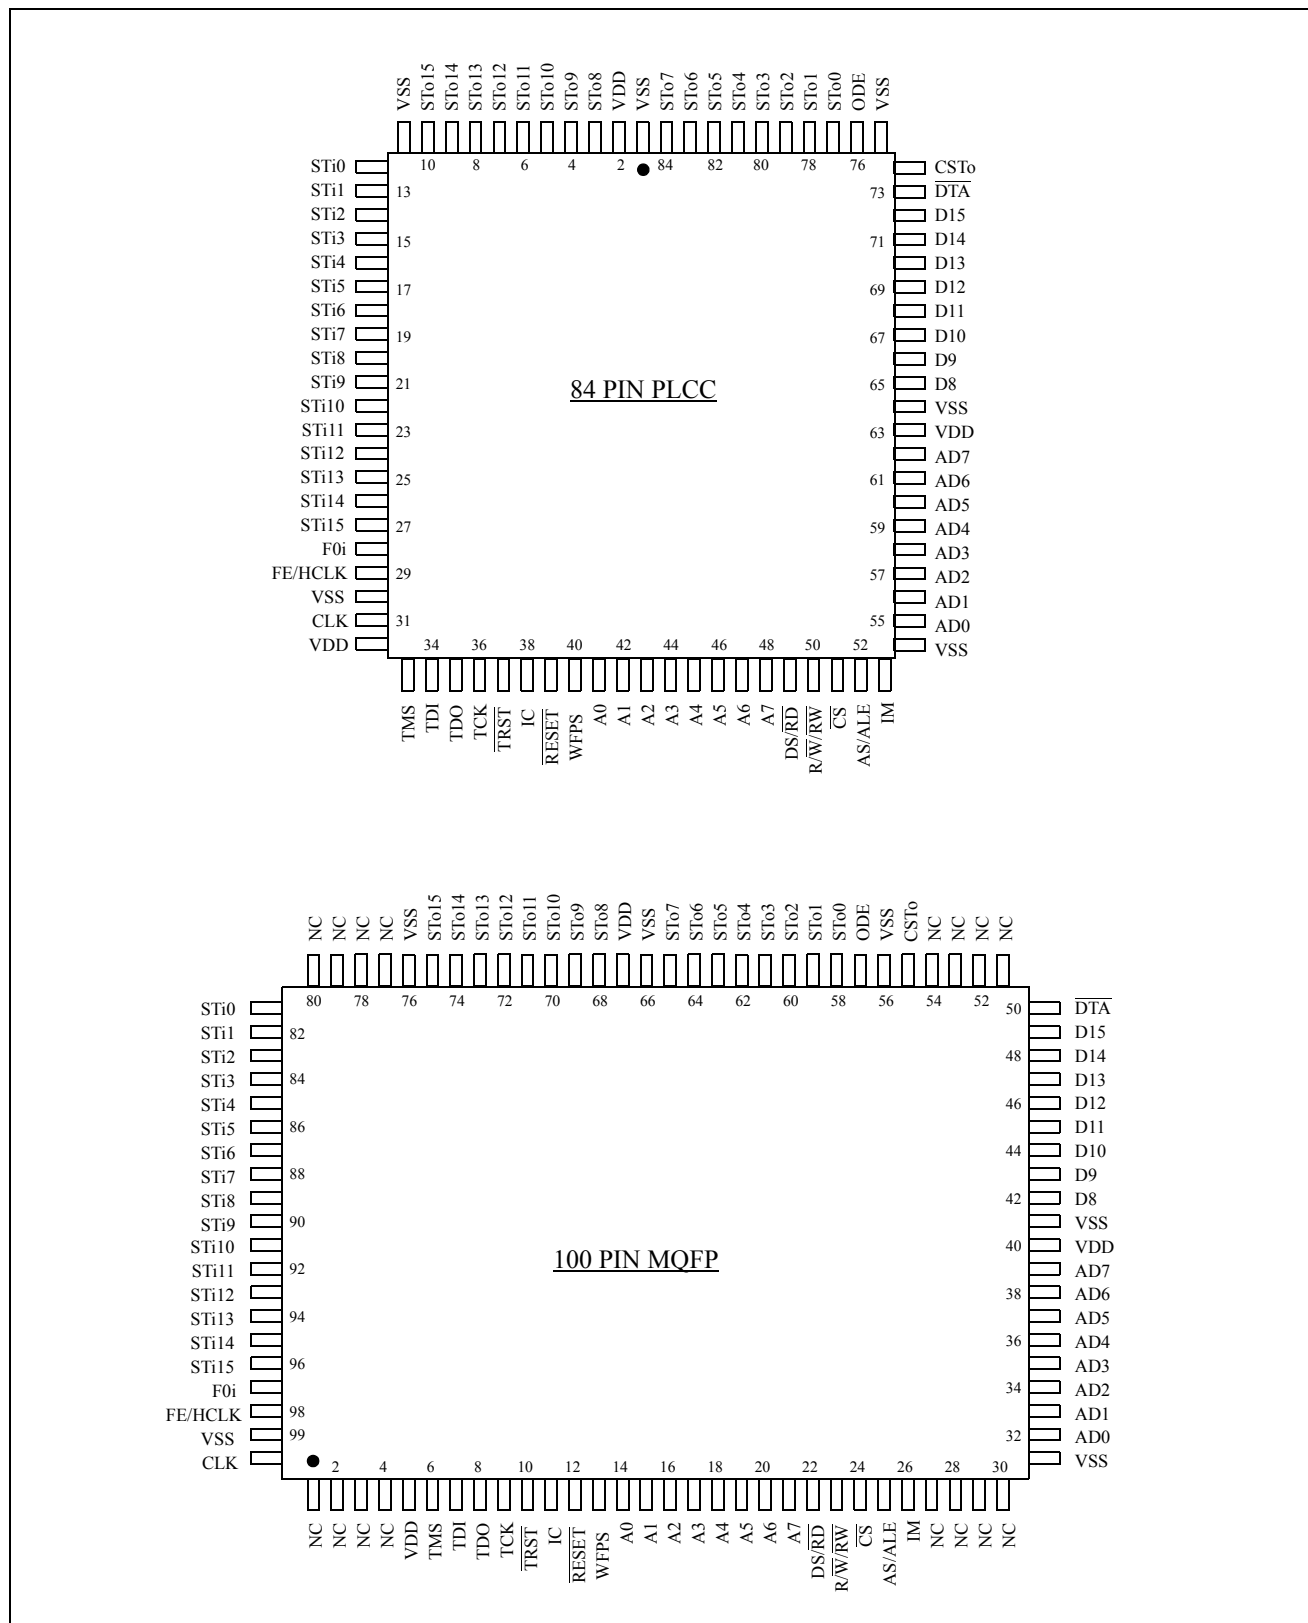 VSS
STo15
STo14
STo13
STo12
STo11
STo10
STo9
STo8
VDD
VSS
STo7
STo6
STo5
STo4
STo3
STo2
STo1
STo0
ODE
VSS
10 8 6 4 2 84 82 80 78 76
STi0
STi1 13
STi2
STi3 15
STi4
STi5 17
STi6
STi7 19
STi8
STi9 21
STi10
STi11 23
STi12
STi13 25
STi14
STi15 27
F0i
FE/HCLK 29
VSS
CLK 31
VDD
84 PIN PLCC
CSTo
73 DTA
D15
71 D14
D13
69 D12
D11
67 D10
D9
65 D8
VSS
63 VDD
AD7
61 AD6
AD5
59 AD4
AD3
57 AD2
AD1
55 AD0
VSS
34 36 38 40 42 44 46 48 50 52
TMS
TDI
TDO
TCK
TRST
IC
RESET
WFPS
A0
A1
A2
A3
A4
A5
A6
A7
DS/RD
R/W/RW
CS
AS/ALE
IM
NC
NC
NC
NC
VSS
STo15
STo14
STo13
STo12
STo11
STo10
STo9
STo8
VDD
VSS
STo7
STo6
STo5
STo4
STo3
STo2
STo1
STo0
ODE
VSS
CSTo
NC
NC
NC
NC
80 78 76 74 72 70 68 66 64 62 60 58 56 54 52
STi0
STi1 82
STi2
STi3 84
STi4
STi5 86
STi6
STi7 88
STi8
STi9 90
STi10
STi11 92
STi12
STi13 94
STi14
STi15 96
F0i
FE/HCLK 98
VSS 99
CLK
100 PIN MQFP
50 DTA
D15
48 D14
D13
46 D12
D11
44 D10
D9
42 D8
VSS
40 VDD
AD7
38 AD6
AD5
36 AD4
AD3
34 AD2
AD1
32 AD0
VSS
2 4 6 8 10 12 14 16 18 20 22 24 26 28 30
NC
NC
NC
NC
VDD
TMS
TDI
TDO
TCK
TRST
IC
RESET
WFPS
A0
A1
A2
A3
A4
A5
A6
A7
DS/RD
R/W/RW
CS
AS/ALE
IM
NC
NC
NC
NC